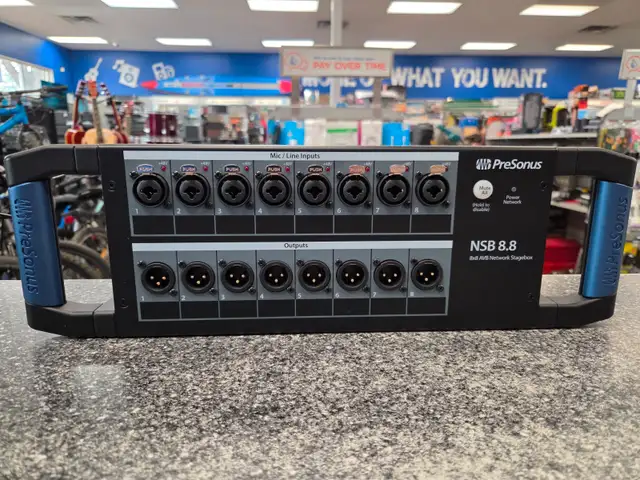 PAY OVER TIME
WHAT YOU WANT.
Mic / Line Inputs
PUSH PUSH PUSH PUSH PUSH PUSH
1 2 3 4 5 6 7 8
Outputs
1 2 3 4 5 6 7 8
PreSonus
Mute
All
(Hold to
disable)
Power
Network
NSB 8.8
8x8 AVB Network Stagebox
PreSonus
PreSonus